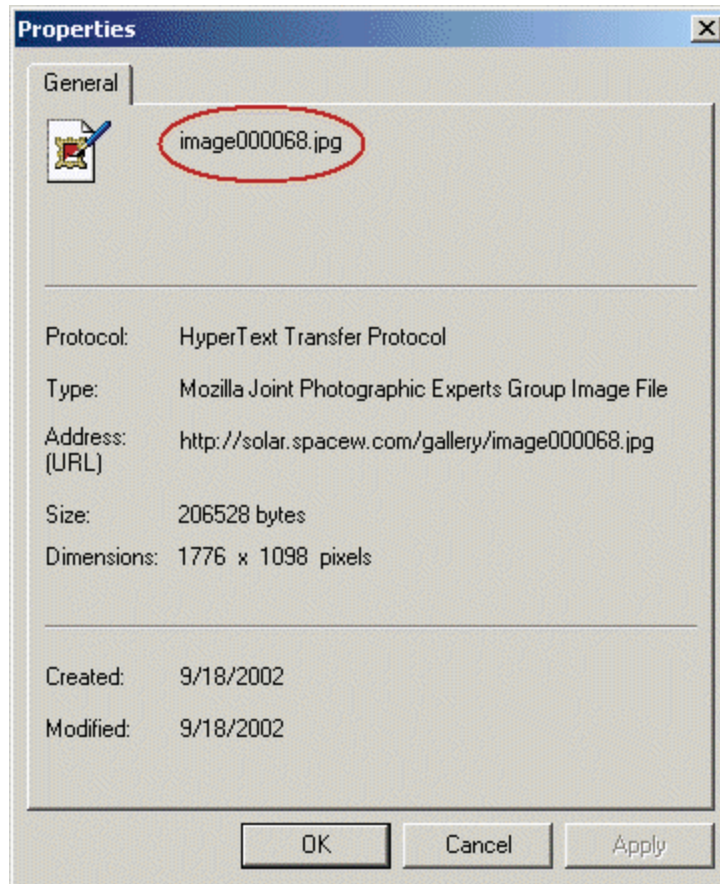 Properties
General
image000068.jpg
Protocol: HyperText Transfer Protocol
Type: Mozilla Joint Photographic Experts Group Image File
Address: http://solar.spacew.com/gallery/image000068.jpg
(URL)
Size: 206528 bytes
Dimensions: 1776 x 1098 pixels
Created: 9/18/2002
Modified: 9/18/2002
OK Cancel Apply